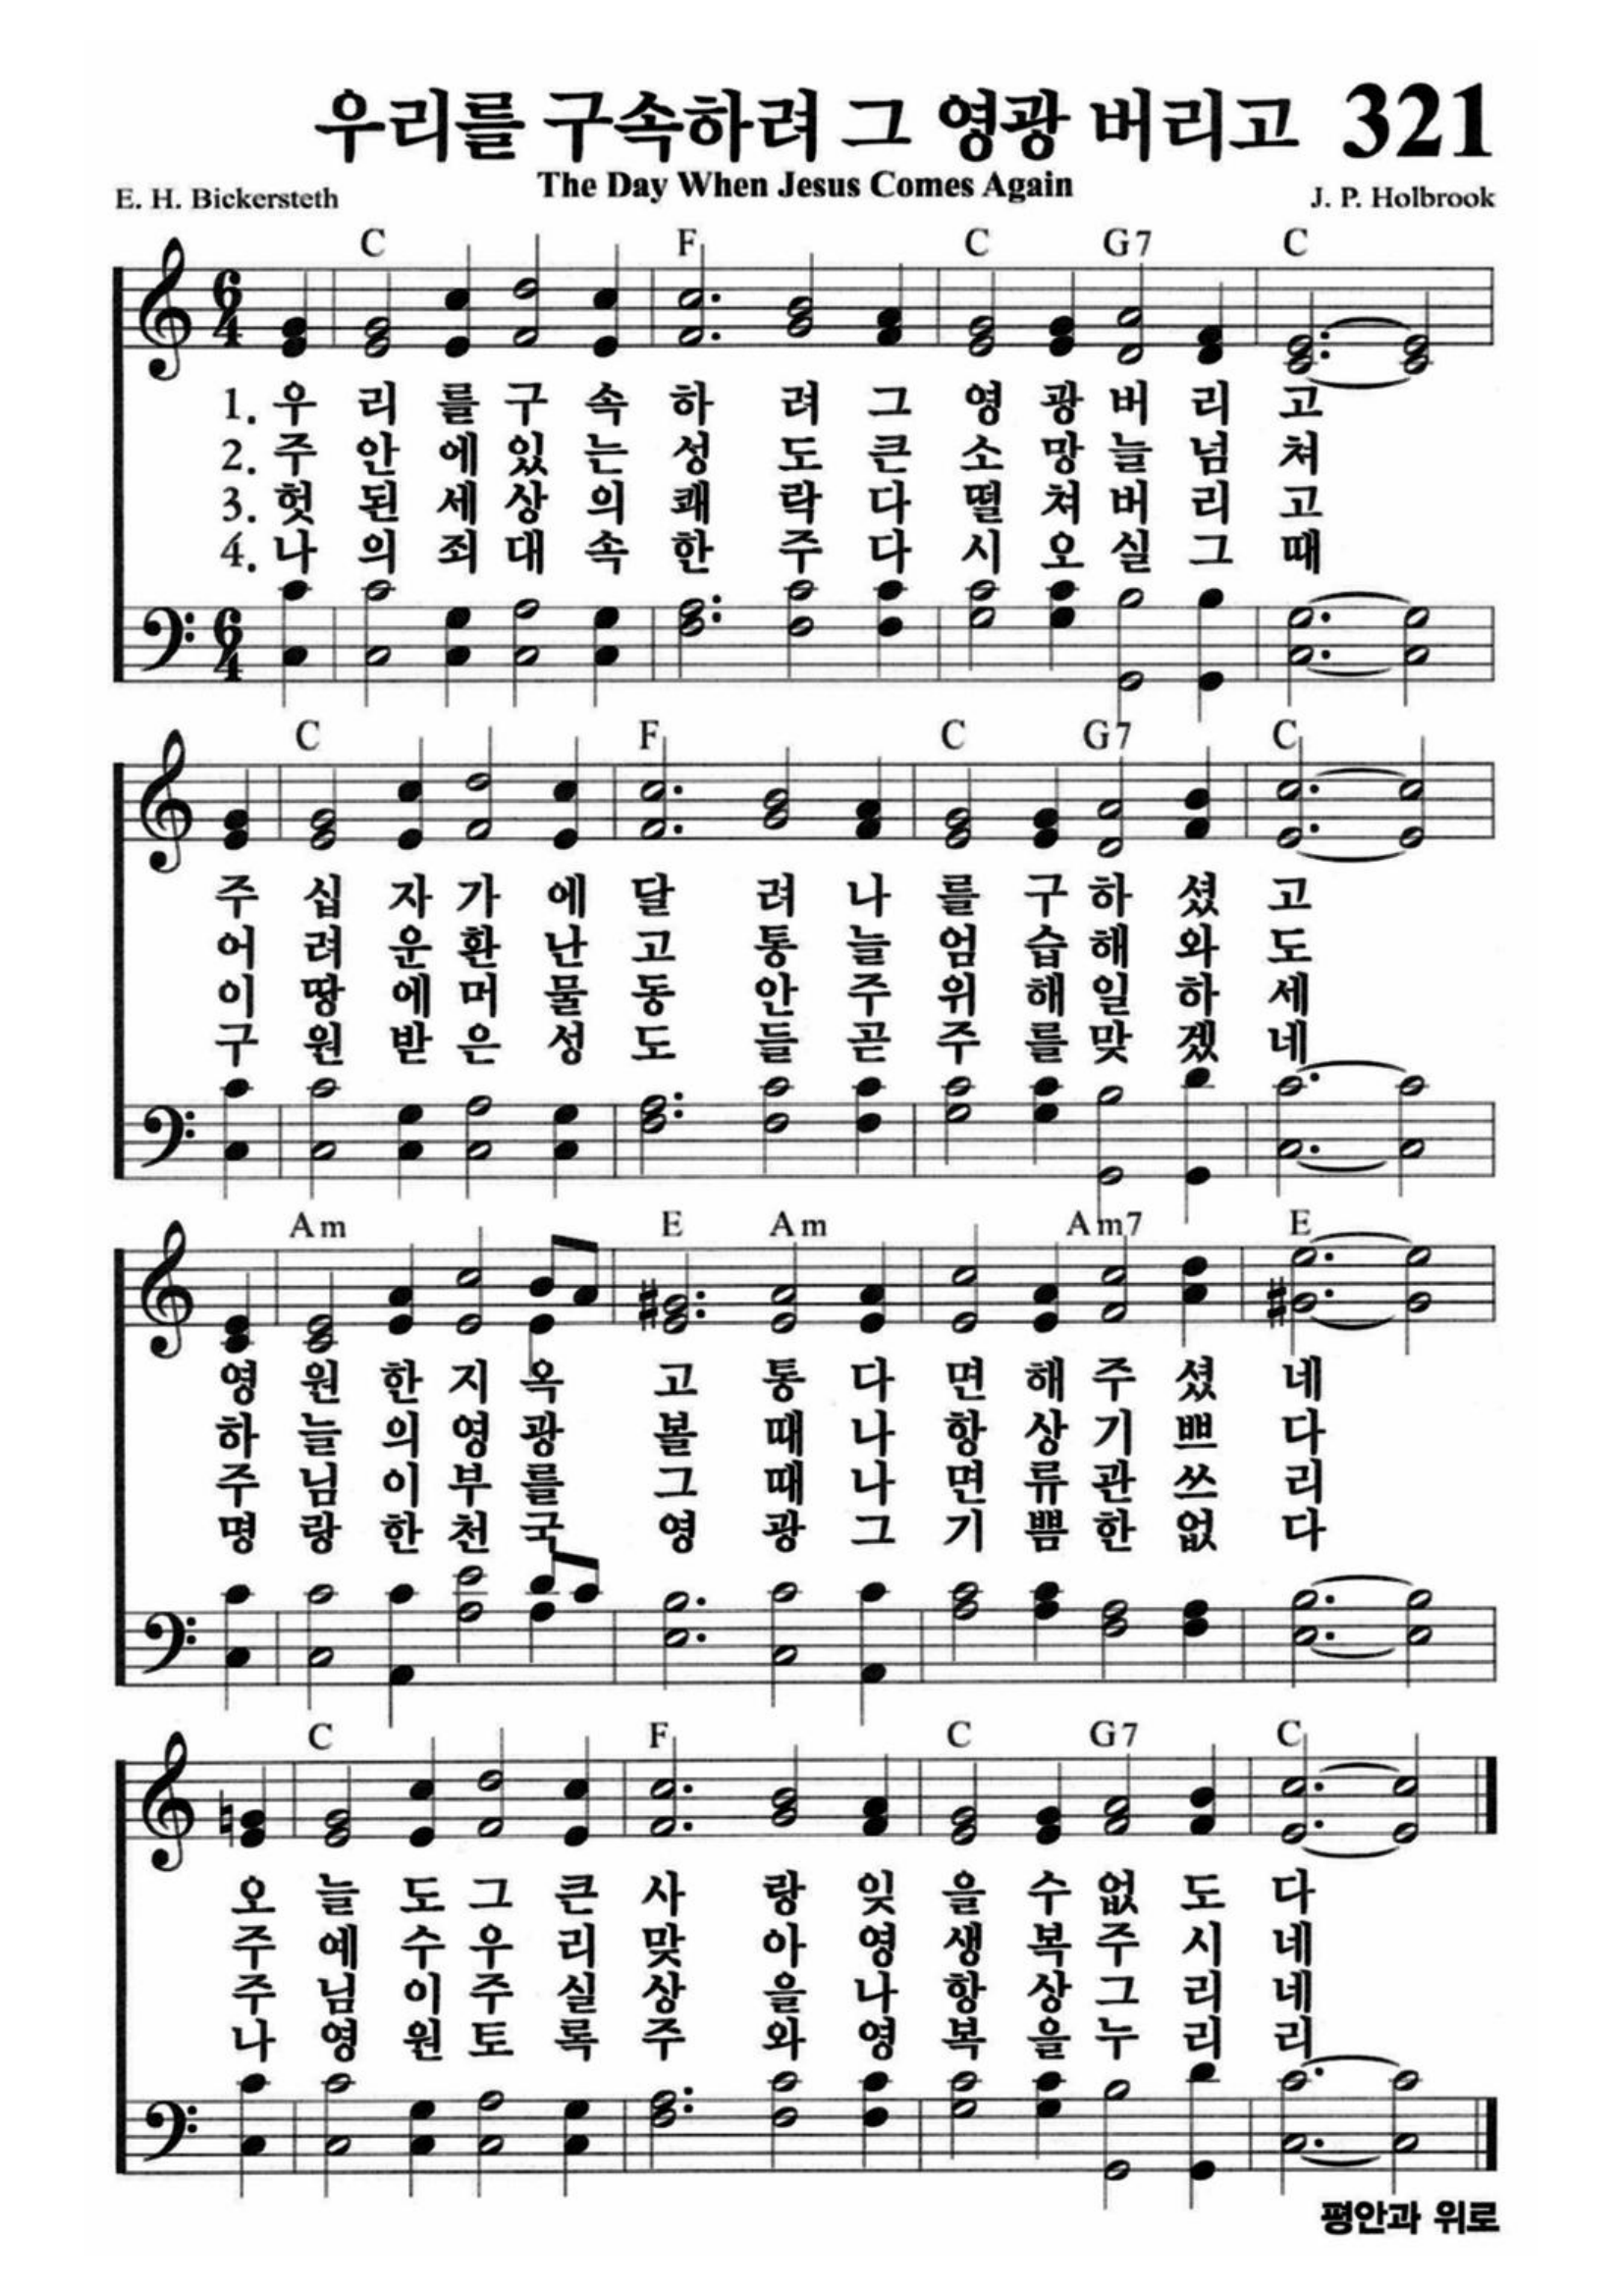 우리를 구속하려 그 영광 버리고 321
The Day When Jesus Comes Again
E. H. Bickersteth J. P. Holbrook
C F C G7 C
1. 우 리 를 구 속 하 려 그 영 광 버 리 고
2. 주 안 에 있 는 성 도 큰 소 망 늘 넘 쳐
3. 헛 된 세 상 의 쾌 락 다 떨 쳐 버 리 고
4. 나 의 죄 대 속 한 주 다 시 오 실 그 때
C F C G7 C
주 십 자 가 에 달 려 나 를 구 하 셨 고
어 려 운 환 난 고 통 늘 엄 습 해 와 도
이 땅 에 머 물 동 안 주 위 해 일 하 세
구 원 받 은 성 도 들 곧 주 를 맞 겠 네
Am E Am Am7 E
영 원 한 지 옥 고 통 다 면 해 주 셨 네
하 늘 의 영 광 볼 때 나 항 상 기 쁘 다
주 님 이 부 를 그 때 나 면 류 관 쓰 리
명 랑 한 천 국 영 광 그 기 쁨 한 없 다
C F C G7 C
오 늘 도 그 큰 사 랑 잊 을 수 없 도 다
주 예 수 우 리 맞 아 영 생 복 주 시 네
주 님 이 주 실 상 을 나 항 상 그 리 네
나 영 원 토 록 주 와 영 복 을 누 리 리
평안과 위로